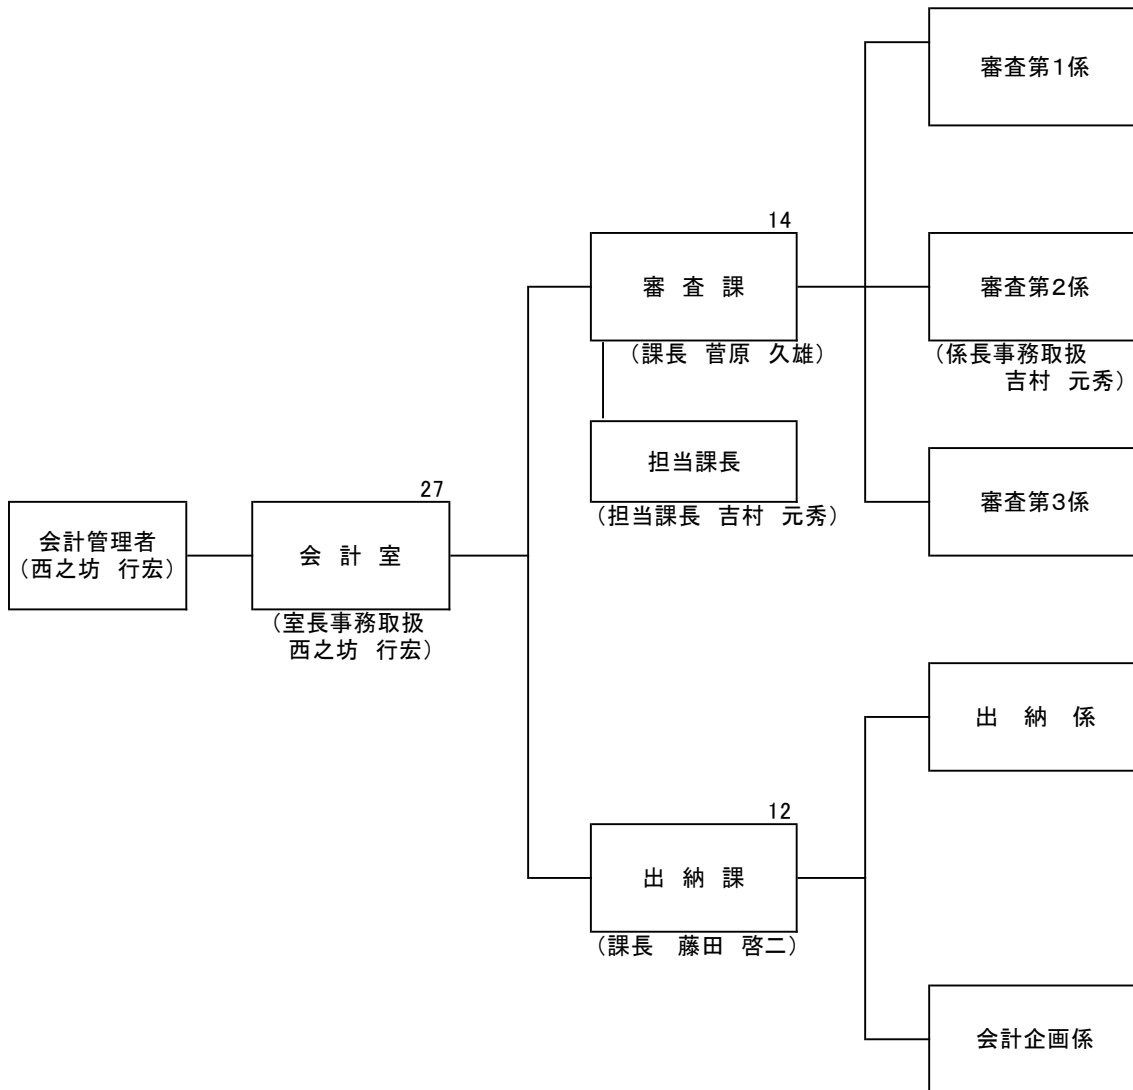 会計管理者
（西之坊　行宏）
27
会　計　室
（室長事務取扱
西之坊　行宏）
14
審　査　課
（課長　菅原　久雄）
担当課長
（担当課長　吉村　元秀）
審査第1係
審査第2係
（係長事務取扱
吉村　元秀）
審査第3係
12
出　納　課
（課長　藤田　啓二）
出　納　係
会計企画係